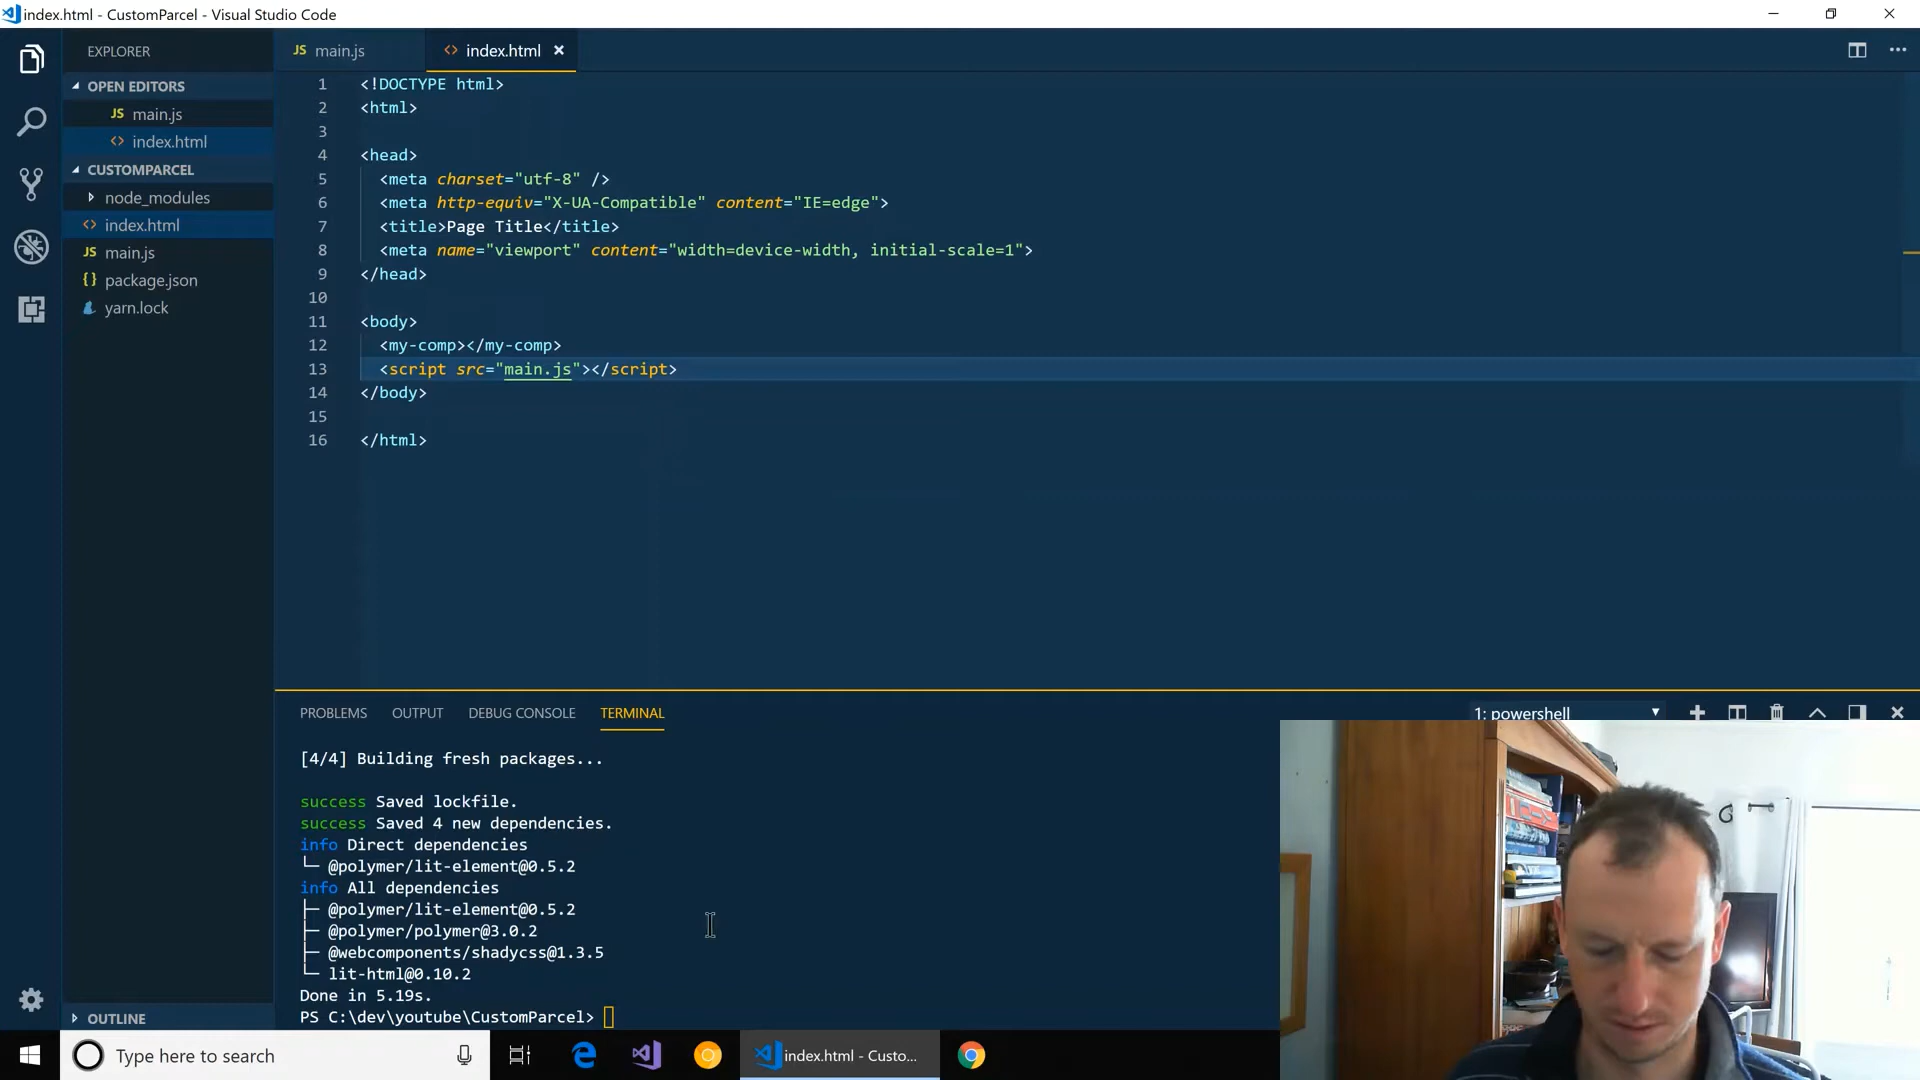 index.html - CustomParcel - Visual Studio Code
EXPLORER
OPEN EDITORS
JS main.js
<> index.html
CUSTOMPARCEL
node_modules
<> index.html
JS main.js
{} package.json
yarn.lock
OUTLINE
JS main.js
<> index.html
1 <!DOCTYPE html>
2 <html>
3
4 <head>
5 <meta charset="utf-8" />
6 <meta http-equiv="X-UA-Compatible" content="IE=edge">
7 <title>Page Title</title>
8 <meta name="viewport" content="width=device-width, initial-scale=1">
9 </head>
10
11 <body>
12 <my-comp></my-comp>
13 <script src="main.js"></script>
14 </body>
15
16 </html>
PROBLEMS OUTPUT DEBUG CONSOLE TERMINAL 1: powershell
[4/4] Building fresh packages...
success Saved lockfile.
success Saved 4 new dependencies.
info Direct dependencies
└─ @polymer/lit-element@0.5.2
info All dependencies
├─ @polymer/lit-element@0.5.2
├─ @polymer/polymer@3.0.2
├─ @webcomponents/shadycss@1.3.5
└─ lit-html@0.10.2
Done in 5.19s.
PS C:\dev\youtube\CustomParcel>
Type here to search
index.html - Custo...